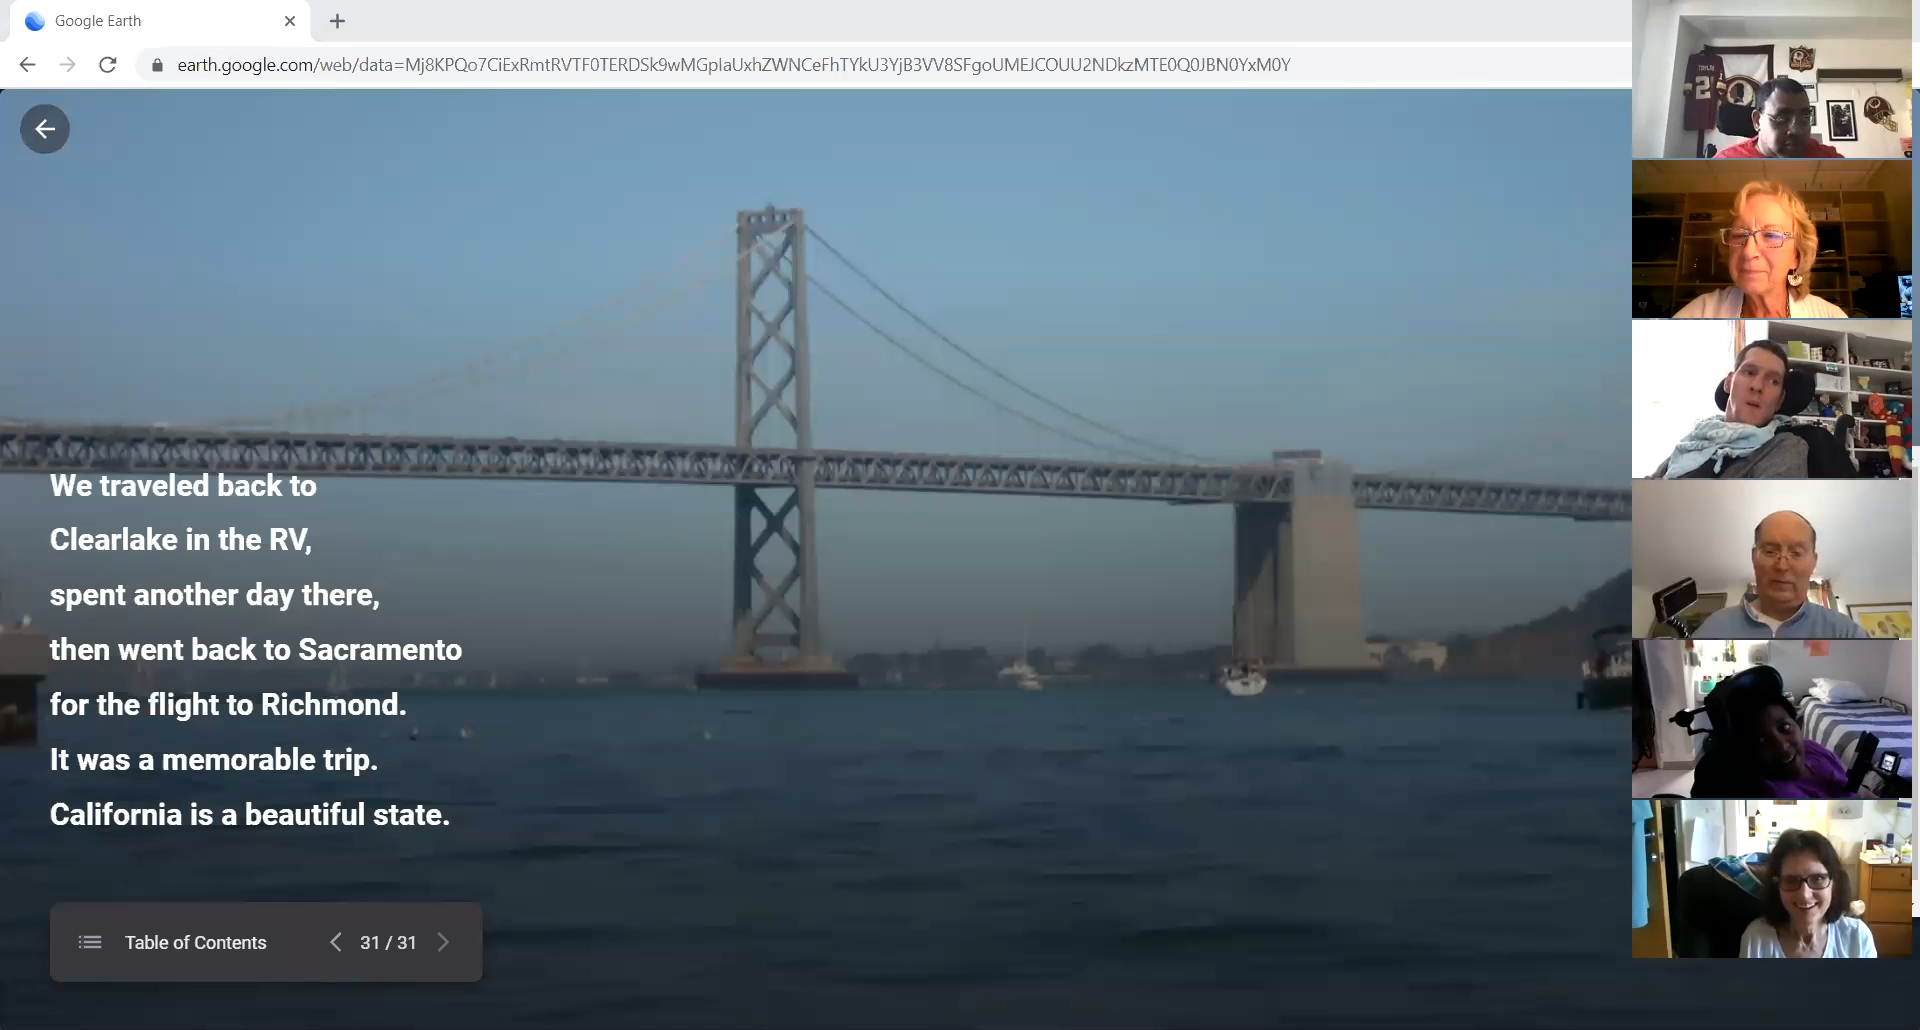 Google Earth
earth.google.com/web/data=Mj8KPQo7CiExRmtRVTF0TERDSk9wMGplaUxhZWNCeFhTYkU3YjB3VV8SFgoUMEJCOUU2NDkzMTE0Q0JBN0YxM0Y
We traveled back to
Clearlake in the RV,
spent another day there,
then went back to Sacramento
for the flight to Richmond.
It was a memorable trip.
California is a beautiful state.
Table of Contents
31 / 31
TAYLOR
21